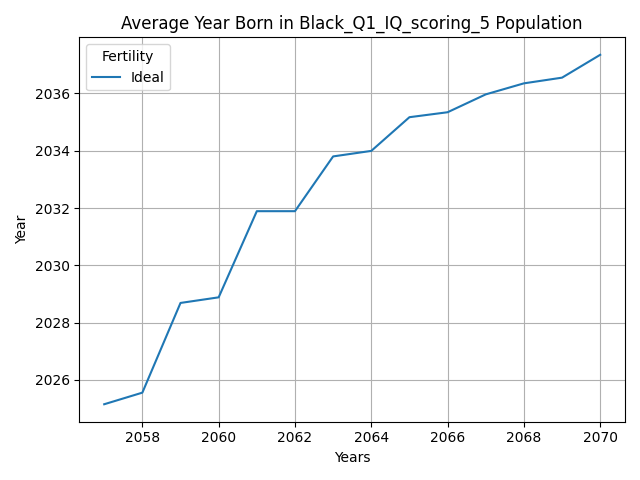 Average Year Born in Black_Q1_IQ_scoring_5 Population
Fertility
Ideal
Year
2036
2034
2032
2030
2028
2026
2058 2060 2062 2064 2066 2068 2070
Years